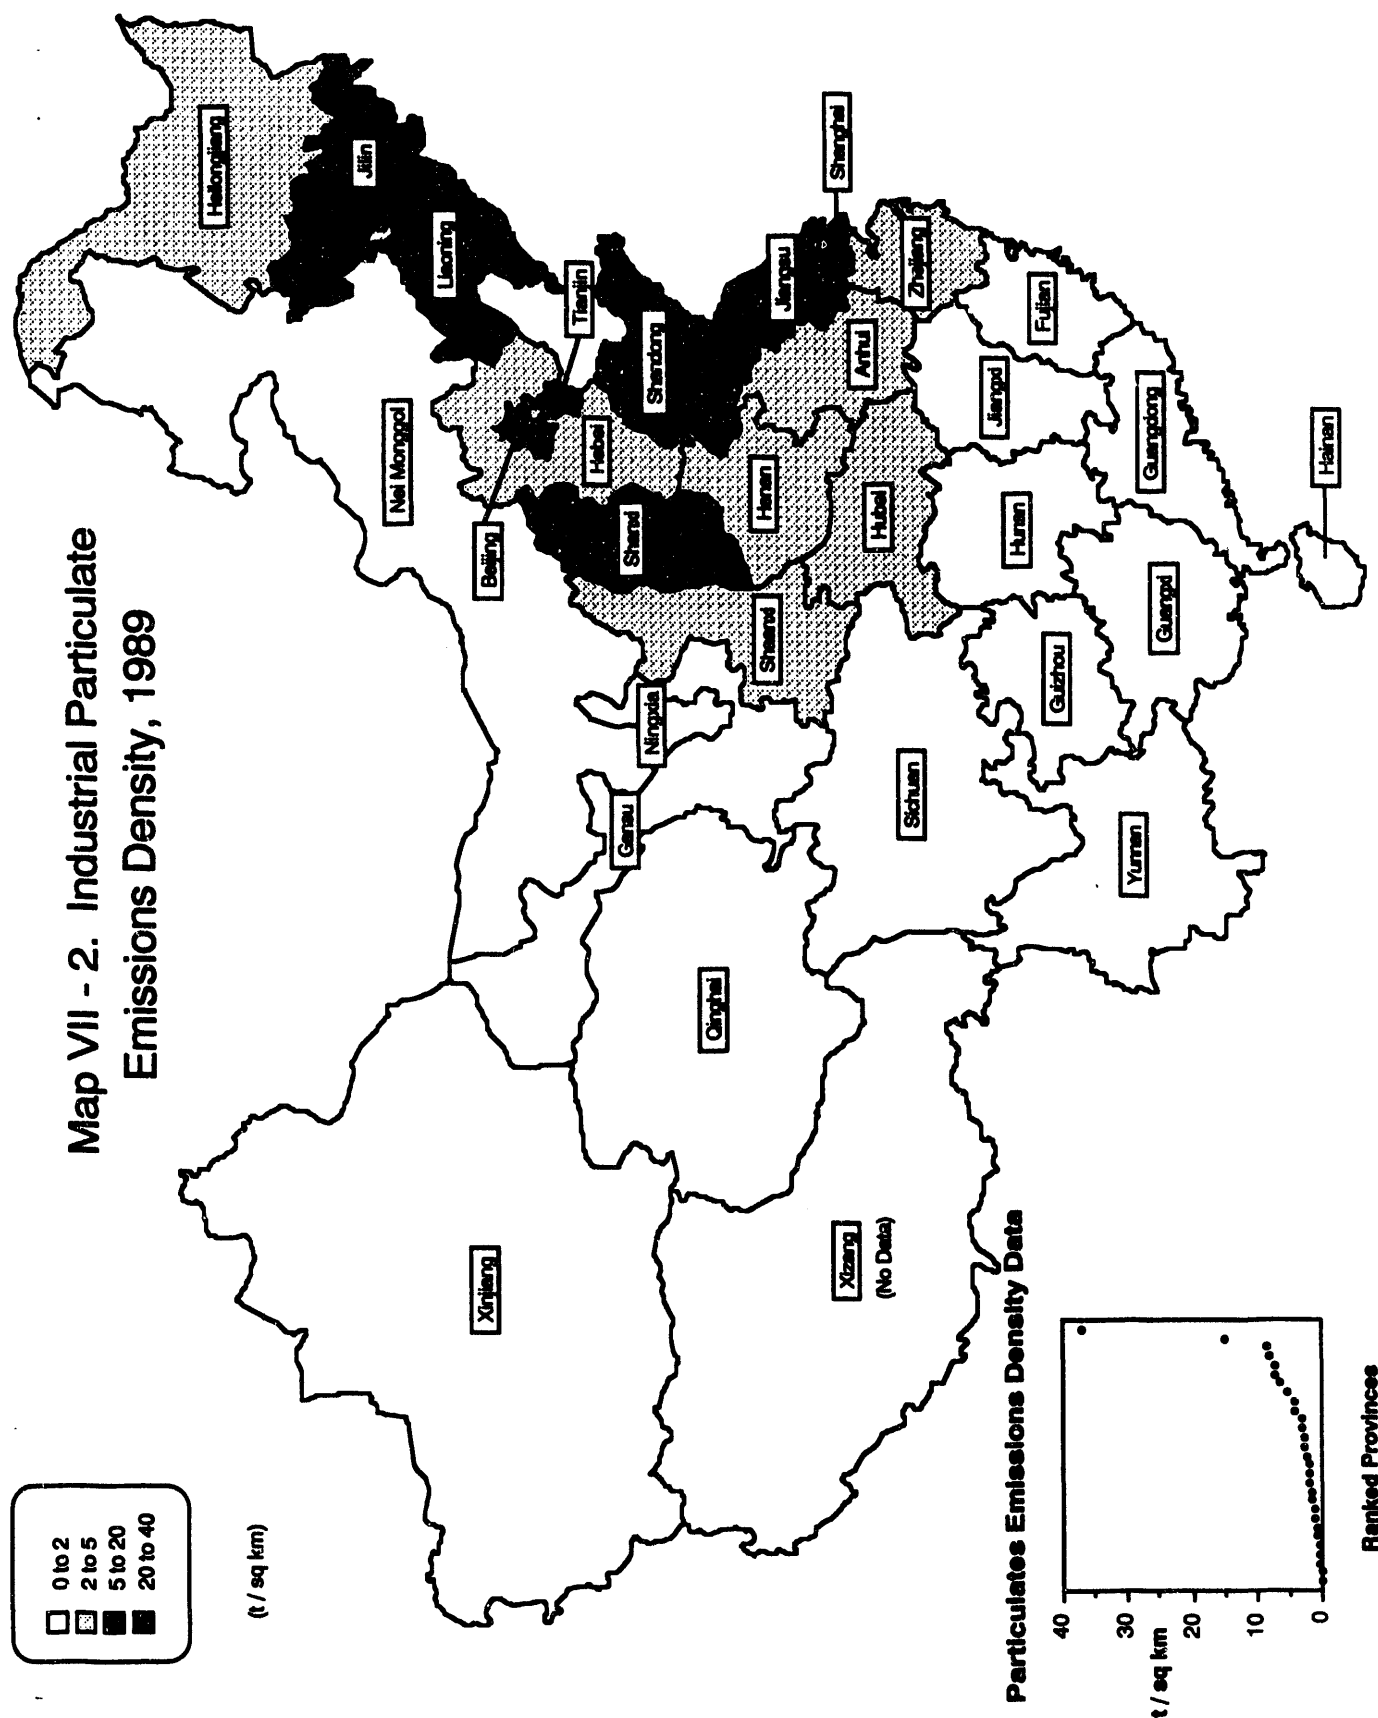 Map VII - 2. Industrial Particulate
Emissions Density, 1989
0 to 2
2 to 5
5 to 20
20 to 40
(t / sq km)
Heilongjiang
Jilin
Liaoning
Nei Monggol
Beijing
Tianjin
Hebei
Shanxi
Shandong
Jiangsu
Shanghai
Zhejiang
Anhui
Henan
Hubei
Shaanxi
Ningxia
Gansu
Xinjiang
Qinghai
Xizang
(No Data)
Sichuan
Fujian
Jiangxi
Hunan
Guizhou
Yunnan
Guangdong
Guangxi
Hainan
Particulates Emissions Density Data
40
30
20
10
0
t / sq km
Ranked Provinces